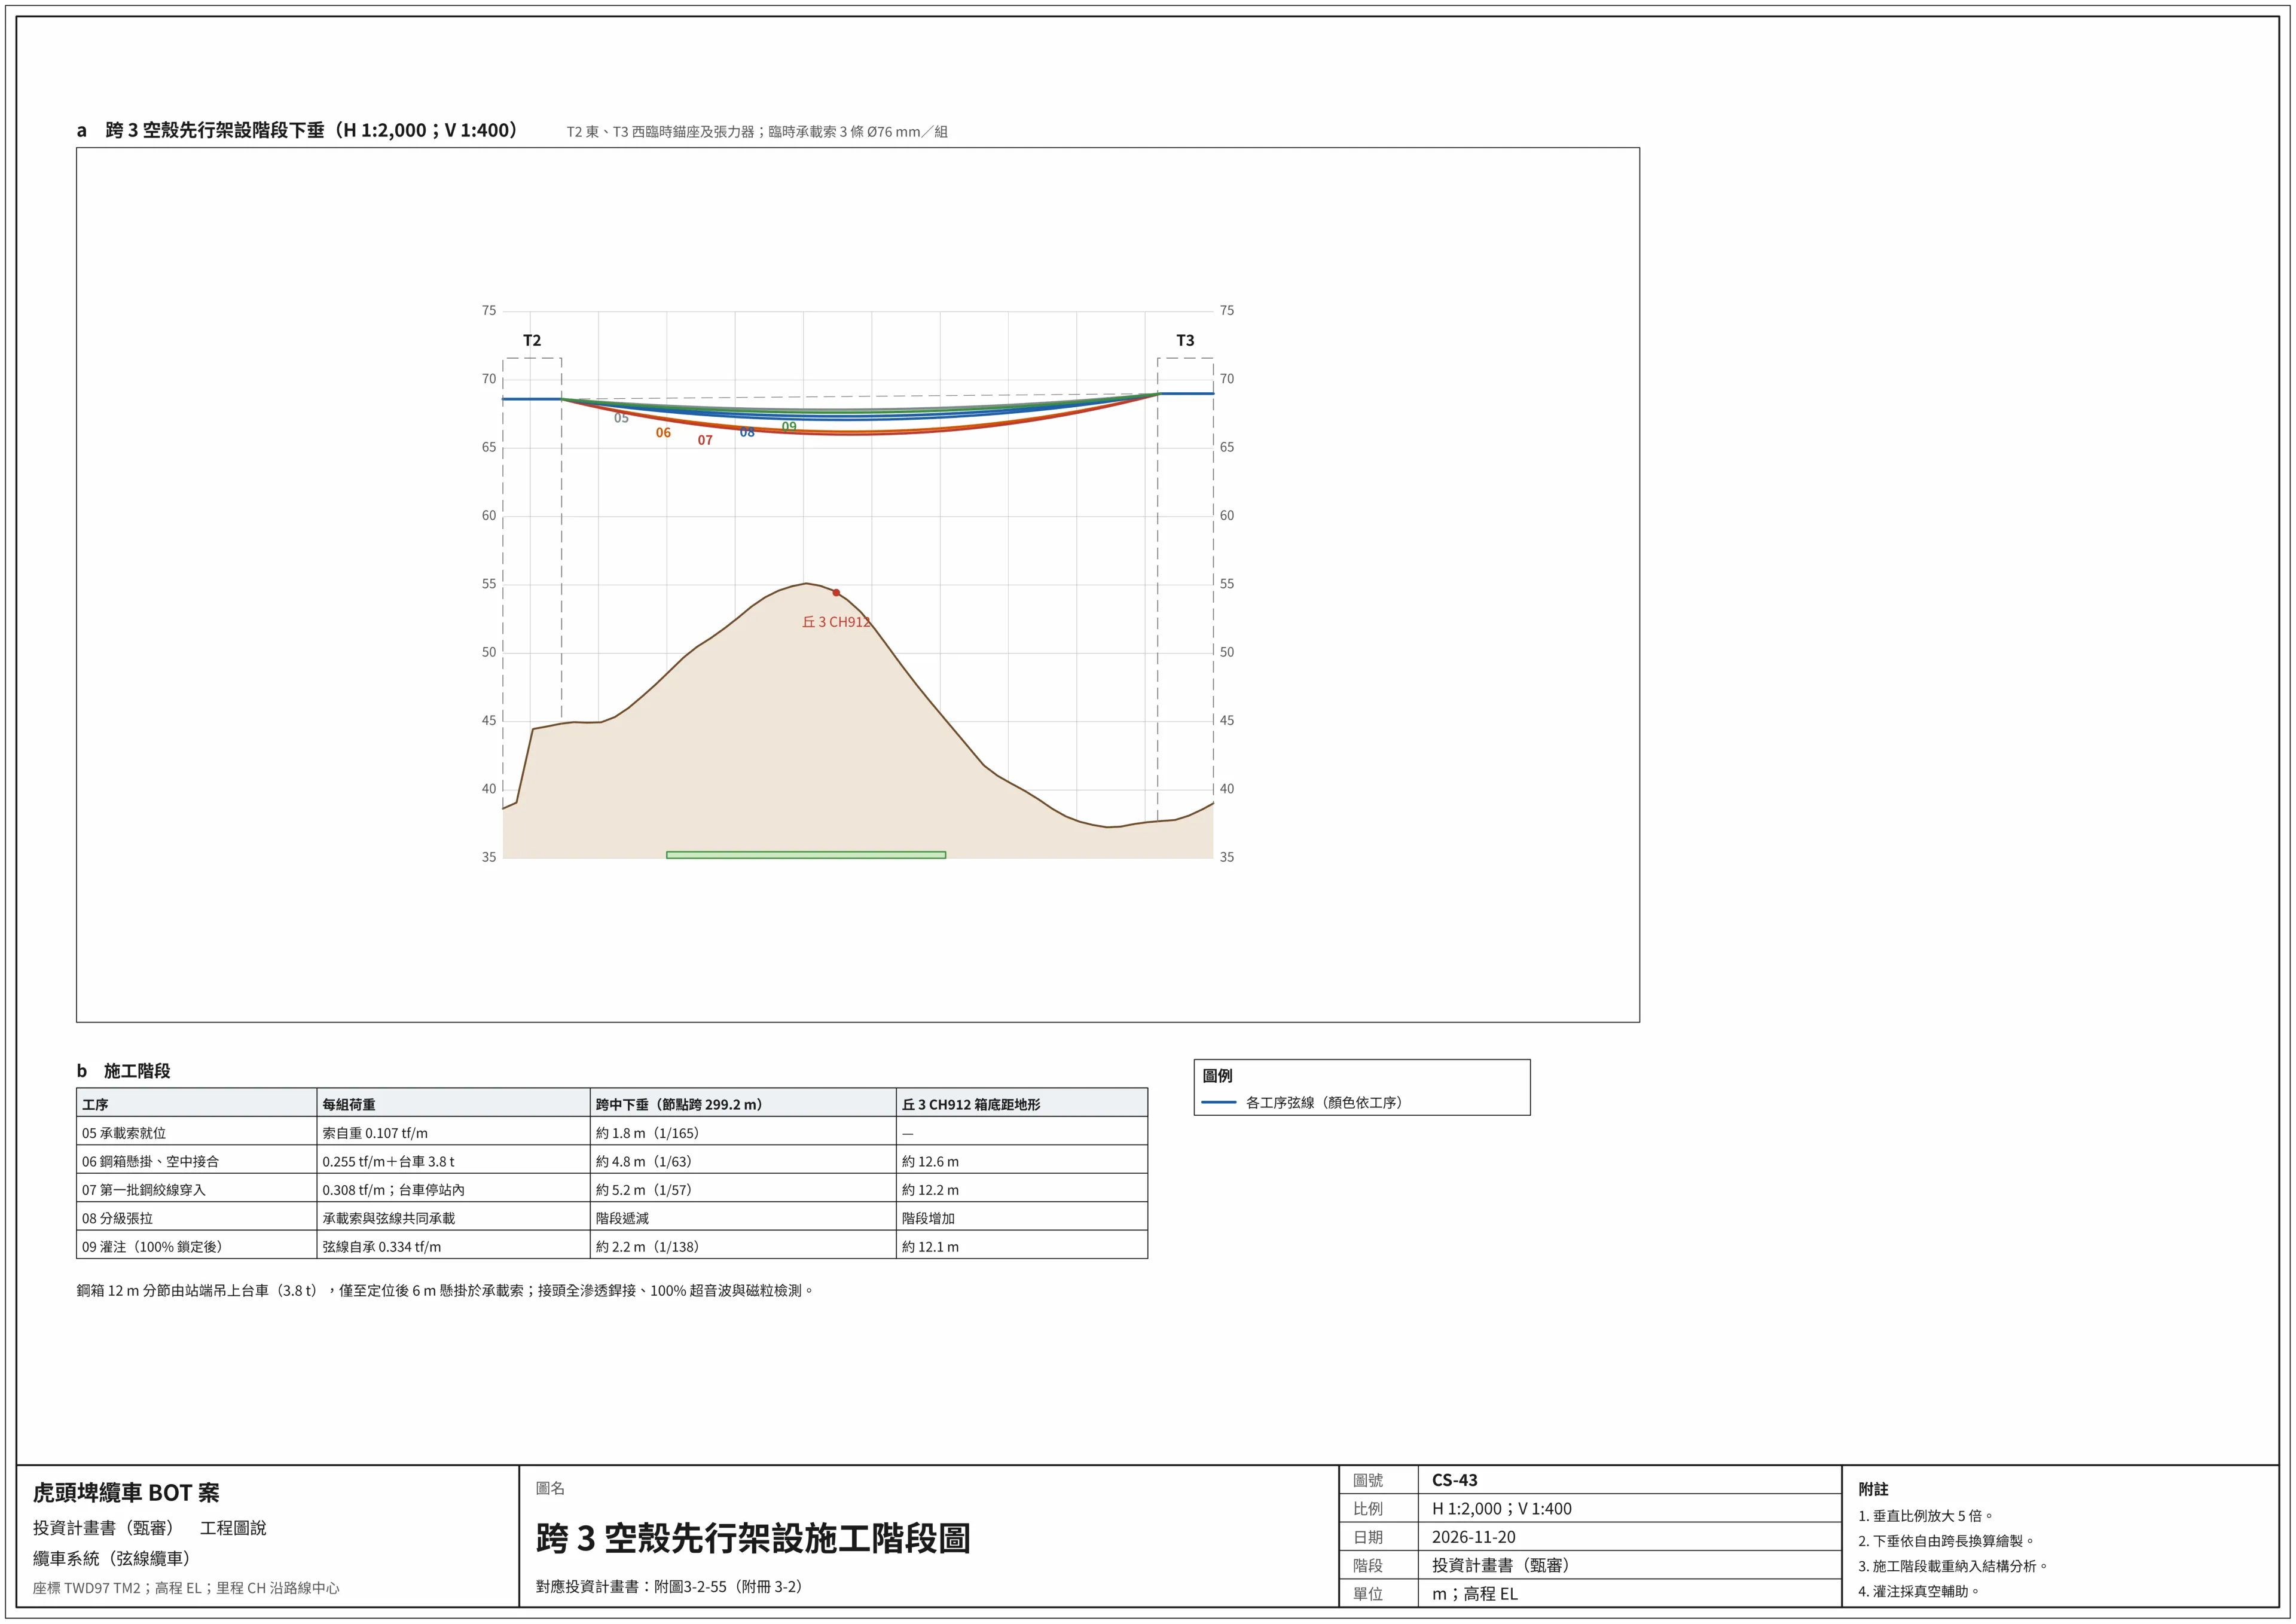 a 跨 3 空殼先行架設階段下垂（H 1:2,000；V 1:400）
T2 東、T3 西臨時錨座及張力器；臨時承載索 3 條 Ø76 mm／組
75 75
T2 T3
70 70
05
06
07
08
09
65 65
60 60
55 55
丘 3 CH912
50 50
45 45
40 40
35 35
b 施工階段
工序 每組荷重 跨中下垂（節點跨 299.2 m） 丘 3 CH912 箱底距地形
05 承載索就位 索自重 0.107 tf/m 約 1.8 m（1/165） —
06 鋼箱懸掛、空中接合 0.255 tf/m＋台車 3.8 t 約 4.8 m（1/63） 約 12.6 m
07 第一批鋼絞線穿入 0.308 tf/m；台車停站內 約 5.2 m（1/57） 約 12.2 m
08 分級張拉 承載索與弦線共同承載 階段遞減 階段增加
09 灌注（100% 鎖定後） 弦線自承 0.334 tf/m 約 2.2 m（1/138） 約 12.1 m
圖例
各工序弦線（顏色依工序）
鋼箱 12 m 分節由站端吊上台車（3.8 t），僅至定位後 6 m 懸掛於承載索；接頭全滲透銲接、100% 超音波與磁粒檢測。
虎頭埤纜車 BOT 案
投資計畫書（甄審） 工程圖說
纜車系統（弦線纜車）
座標 TWD97 TM2；高程 EL；里程 CH 沿路線中心
圖名
跨 3 空殼先行架設施工階段圖
對應投資計畫書：附圖3-2-55（附冊 3-2）
圖號 CS-43
比例 H 1:2,000；V 1:400
日期 2026-11-20
階段 投資計畫書（甄審）
單位 m；高程 EL
附註
1. 垂直比例放大 5 倍。
2. 下垂依自由跨長換算繪製。
3. 施工階段載重納入結構分析。
4. 灌注採真空輔助。